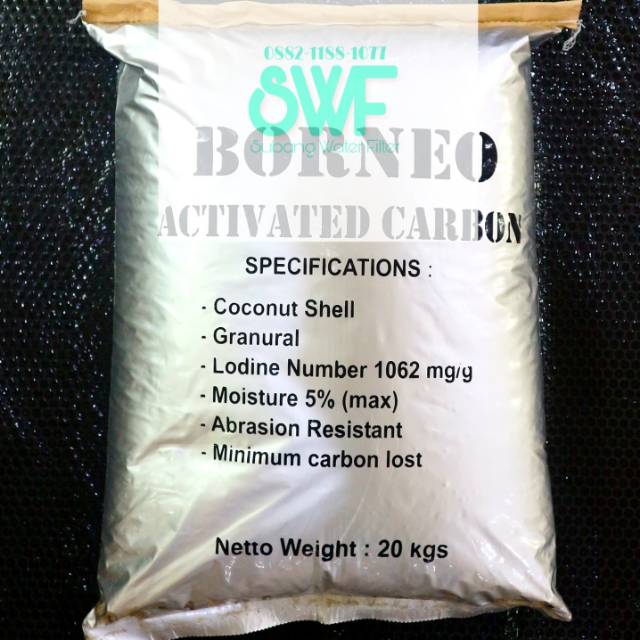 0882-1188-1077
SWF
Subang Water Filter
BORNEO
ACTIVATED CARBON
SPECIFICATIONS :
- Coconut Shell
- Granural
- Lodine Number 1062 mg/g
- Moisture 5% (max)
- Abrasion Resistant
- Minimum carbon lost
Netto Weight : 20 kgs